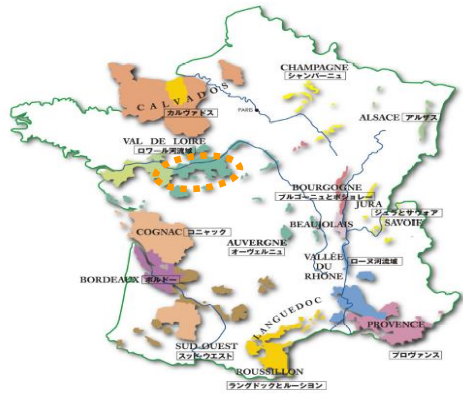 CHAMPAGNE
シャンパーニュ
CALVADOS
カルヴァドス
PARIS
ALSACE アルザス
VAL DE LOIRE
ロワール河流域
BOURGOGNE
ブルゴーニュとボジョレー
JURA
ジュラとサヴォア
SAVOIE
COGNAC コニャック
BEAUJOLAIS
AUVERGNE
オーヴェルニュ
VALLÉE
DU
RHÔNE
ローヌ河流域
BORDEAUX ボルドー
LANGUEDOC
PROVENCE
プロヴァンス
SUD OUEST
スッド・ウエスト
ROUSSILLON
ラングドックとルーション